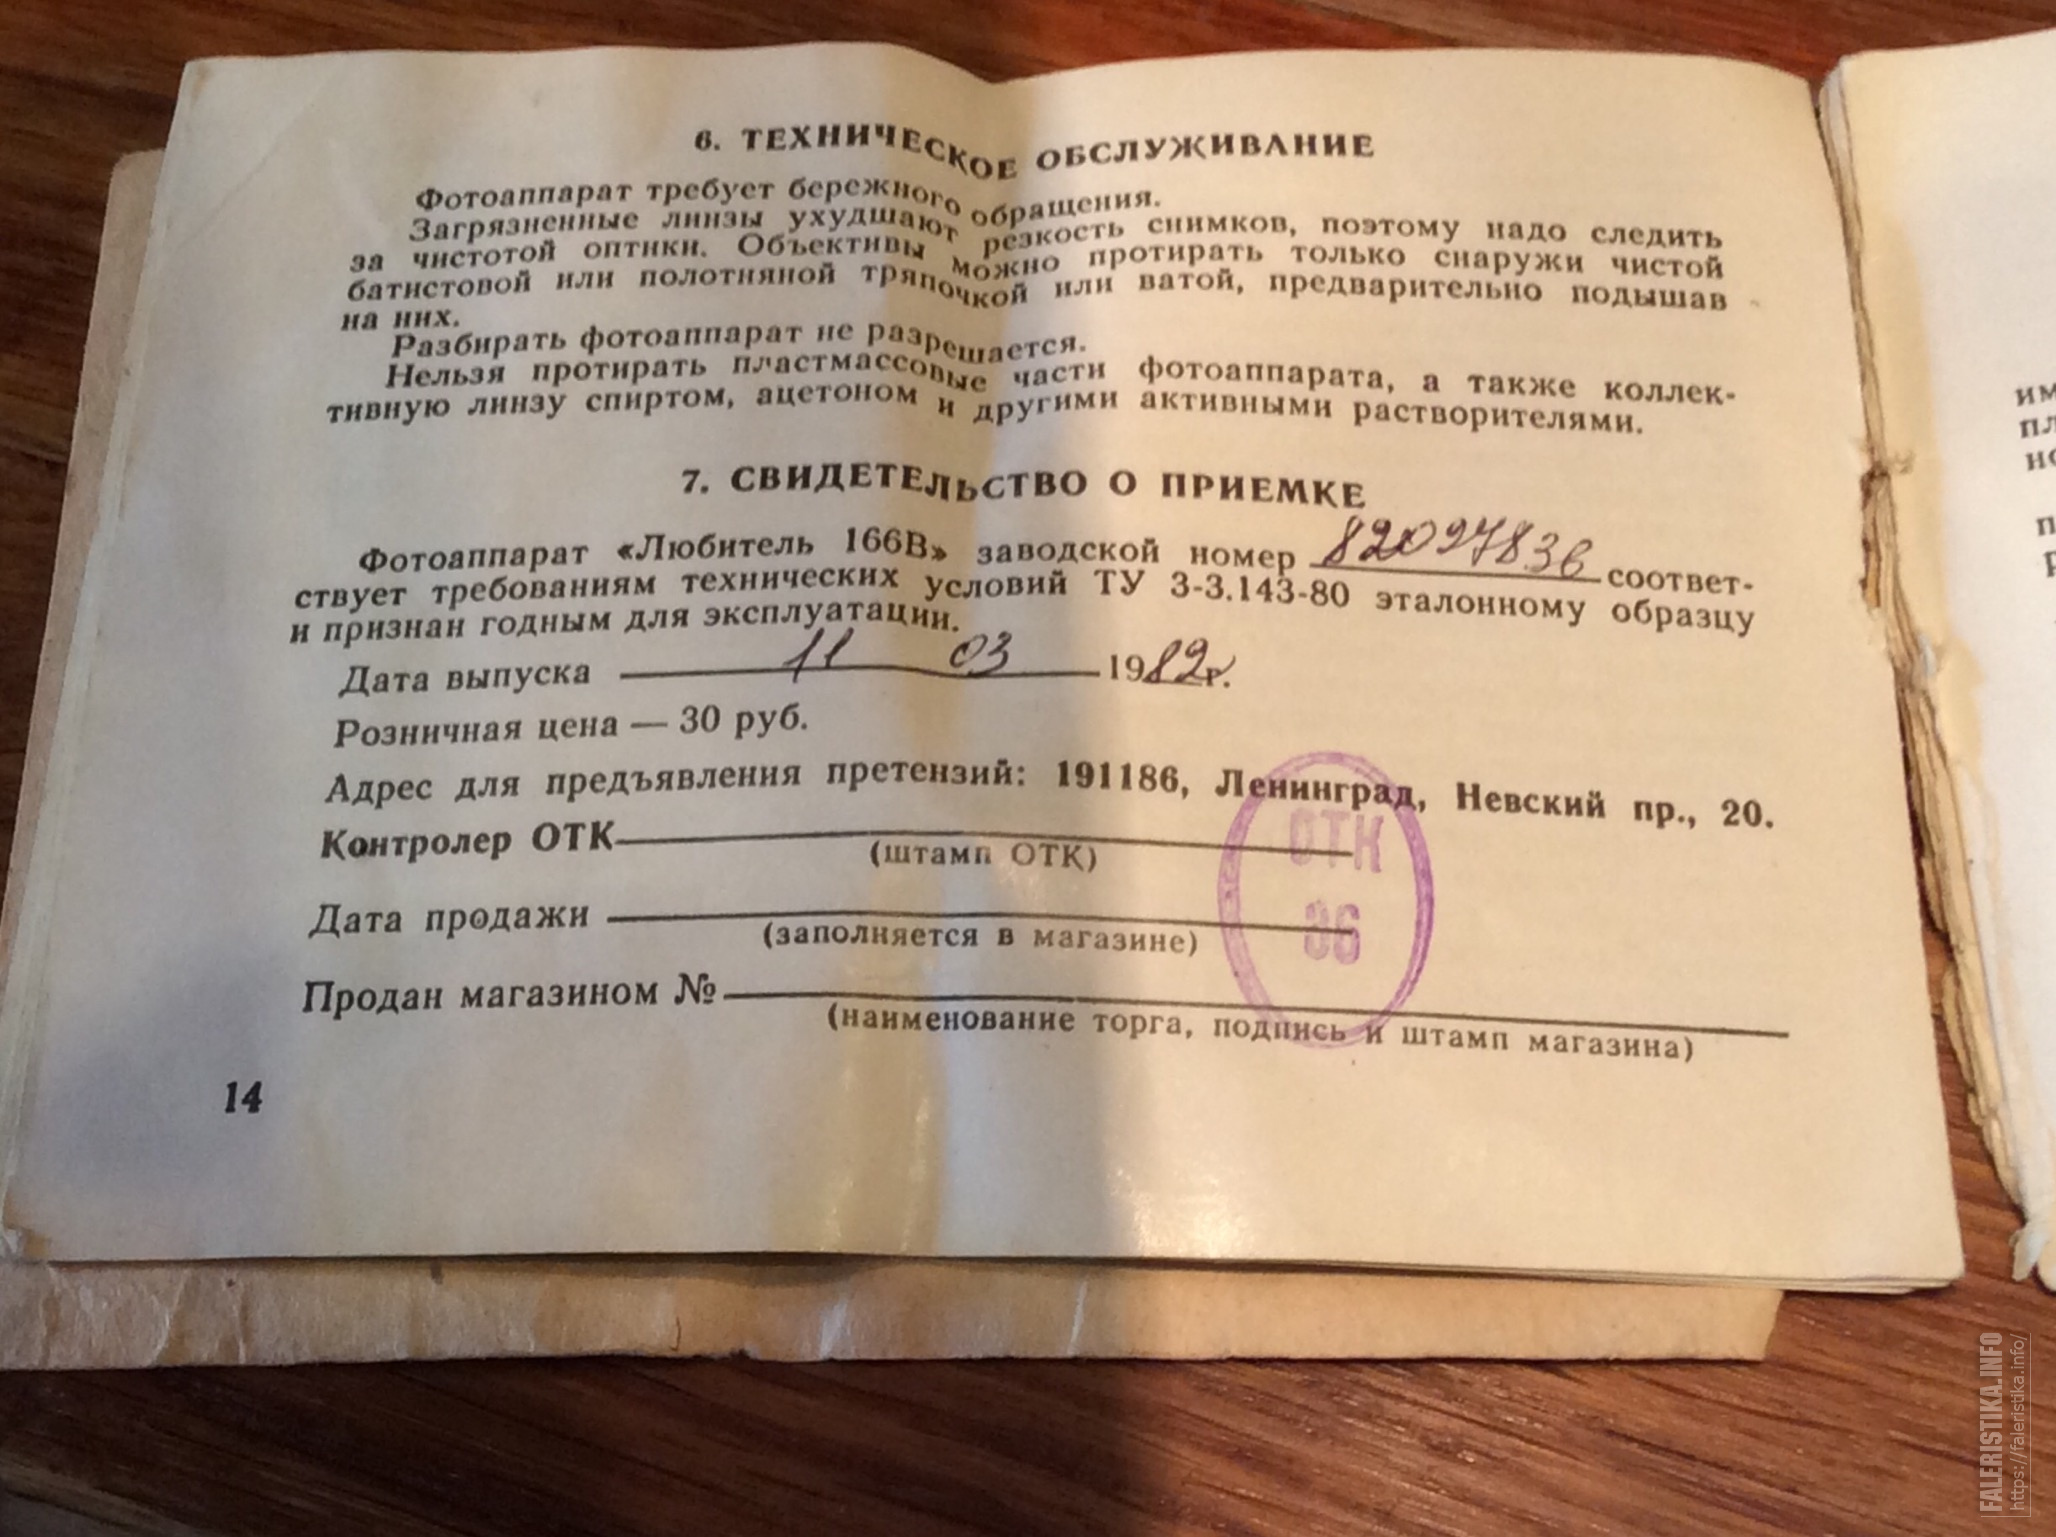 6. ТЕХНИЧЕСКОЕ ОБСЛУЖИВАНИЕ
Фотоаппарат требует бережного обращения.
Загрязненные линзы ухудшают резкость снимков, поэтому надо следить
за чистотой оптики. Объективы можно протирать только снаружи чистой
батистовой или полотняной тряпочкой или ватой, предварительно подышав
на них.
Разбирать фотоаппарат не разрешается.
Нельзя протирать пластмассовые части фотоаппарата, а также коллек-
тивную линзу спиртом, ацетоном и другими активными растворителями.
7. СВИДЕТЕЛЬСТВО О ПРИЕМКЕ
Фотоаппарат «Любитель 166В» заводской номер соответ-
ствует требованиям технических условий ТУ 3-3.143-80 эталонному образцу
и признан годным для эксплуатации.
Дата выпуска 11 03 1982г.
Розничная цена — 30 руб.
Адрес для предъявления претензий: 191186, Ленинград, Невский пр., 20.
Контролер ОТК
(штамп ОТК)
ОТК
Дата продажи
(заполняется в магазине)
Продан магазином №
(наименование торга, подпись и штамп магазина)
14
им
пл
но
п
р
FALERISTIKA.INFO
https://faleristika.info/